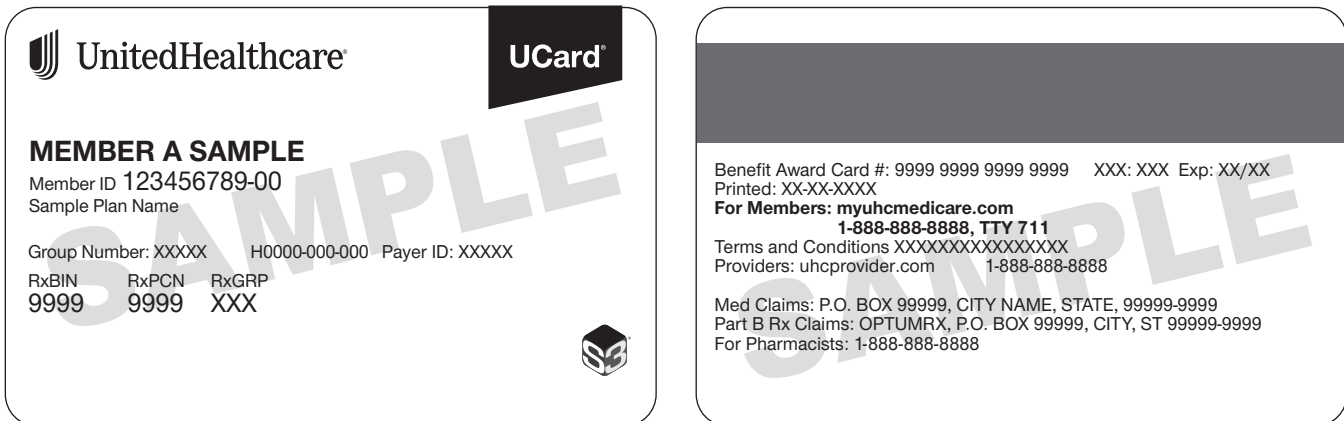 UnitedHealthcare®
UCard®
MEMBER A SAMPLE
Member ID 123456789-00
Sample Plan Name
Group Number: XXXXX H0000-000-000 Payer ID: XXXXX
RxBIN RxPCN RxGRP
9999 9999 XXX
S3
SAMPLE
Benefit Award Card #: 9999 9999 9999 9999 XXX: XXX Exp: XX/XX
Printed: XX-XX-XXXX
For Members: myuhcmedicare.com
1-888-888-8888, TTY 711
Terms and Conditions XXXXXXXXXXXXXXXX
Providers: uhcprovider.com 1-888-888-8888
Med Claims: P.O. BOX 99999, CITY NAME, STATE, 99999-9999
Part B Rx Claims: OPTUMRX, P.O. BOX 99999, CITY, ST 99999-9999
For Pharmacists: 1-888-888-8888
SAMPLE